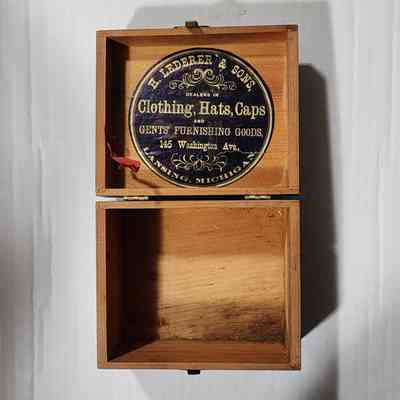 H. LEDERER & SONS,
DEALERS IN
Clothing, Hats, Caps
AND
GENTS' FURNISHING GOODS,
145 Washington Ave.,
LANSING, MICHIGAN.